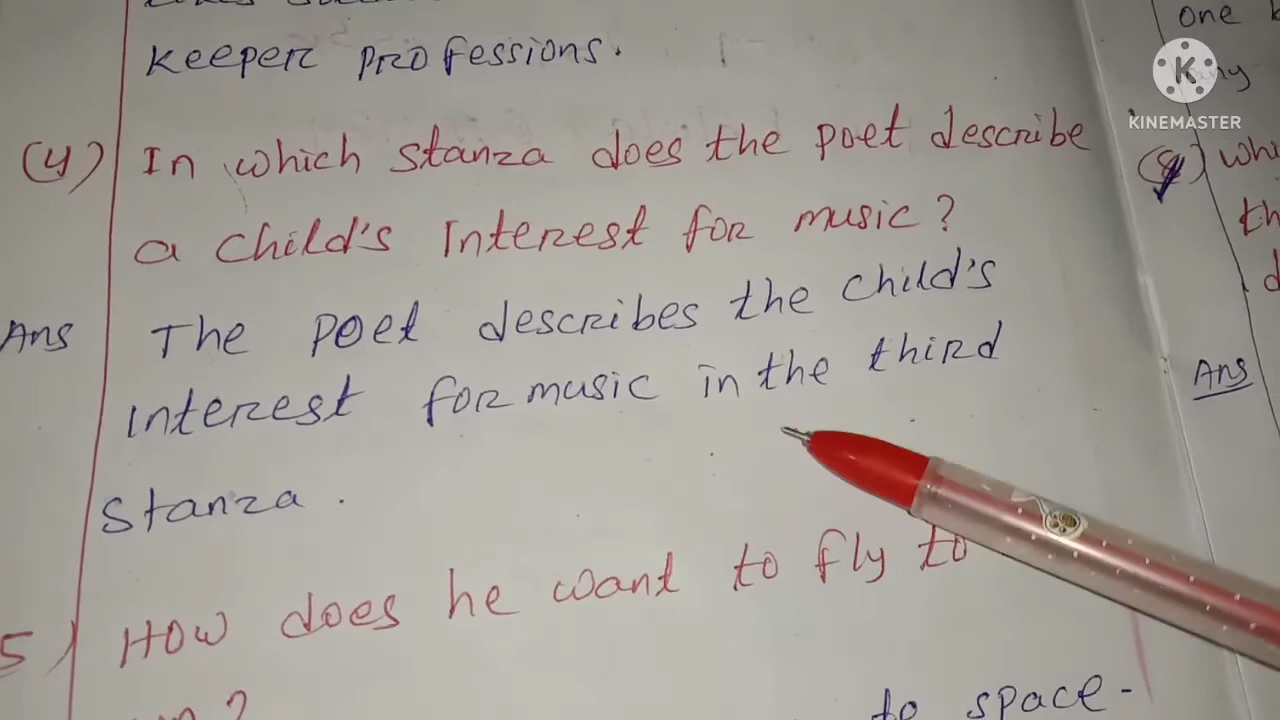 Keeper professions.
(4) In which stanza does the poet describe
a child's Interest for music?
Ans The poet describes the child's
interest for music in the third
stanza.
5) How does he want to fly to
to space-
one
any
Ans
K
KINEMASTER